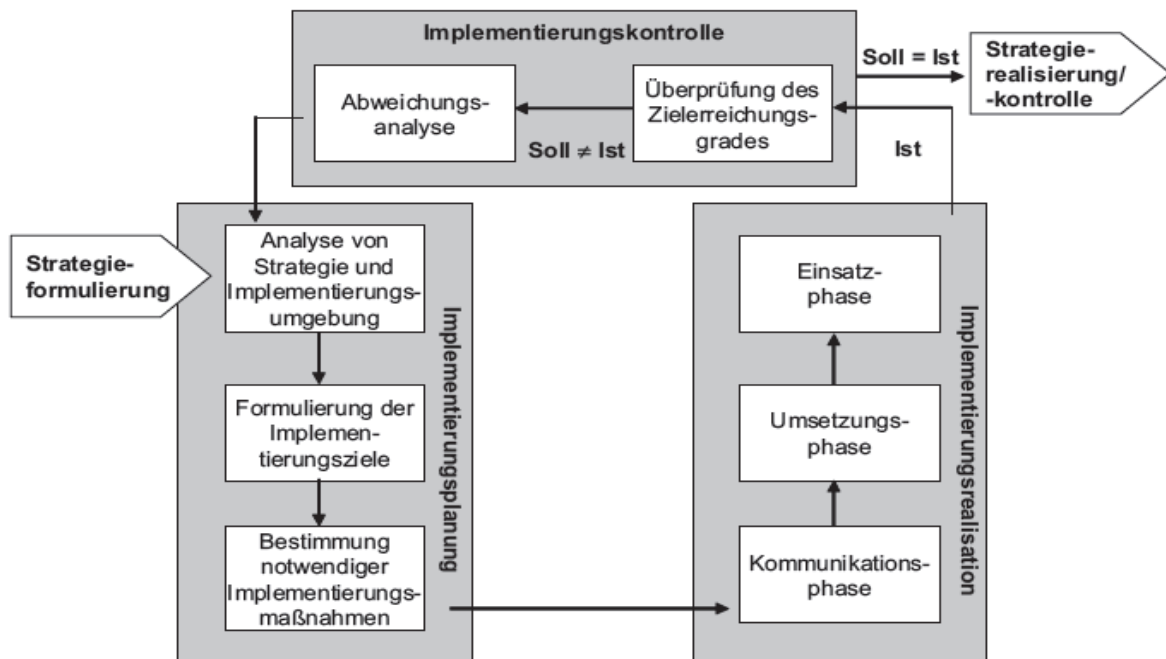 Implementierungskontrolle
Abweichungs-
analyse
Soll ≠ Ist
Überprüfung des
Zielerreichungs-
grades
Soll = Ist
Strategie-
realisierung/
-kontrolle
Ist
Strategie-
formulierung
Analyse von
Strategie und
Implementierungs-
umgebung
Formulierung der
Implemen-
tierungsziele
Bestimmung
notwendiger
Implementierungs-
maßnahmen
Implementierungsplanung
Einsatz-
phase
Umsetzungs-
phase
Kommunikations-
phase
Implementierungsrealisation